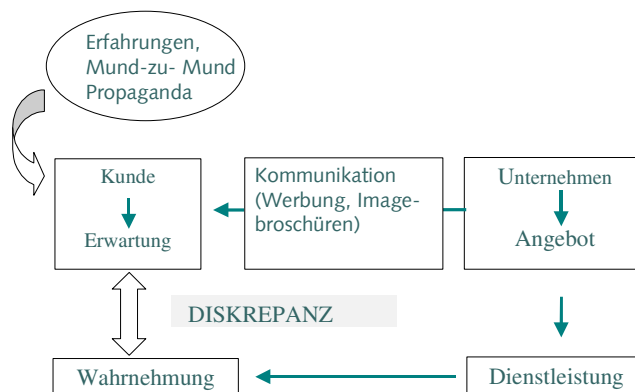 Erfahrungen,
Mund-zu- Mund
Propaganda
Kunde
Erwartung
Kommunikation
(Werbung, Image-
broschüren)
Unternehmen
Angebot
DISKREPANZ
Wahrnehmung
Dienstleistung